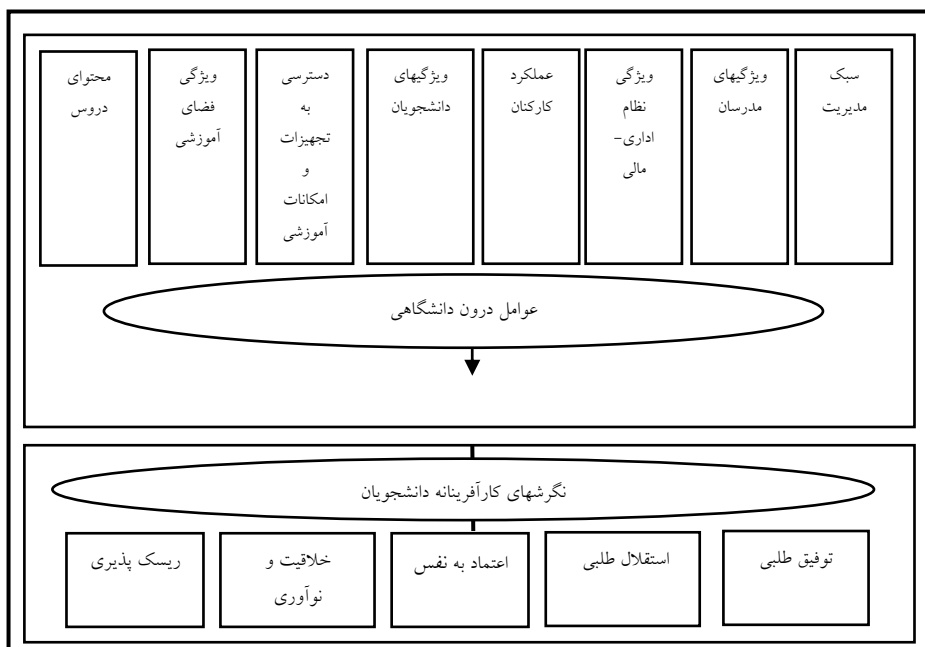 سبک
مدیریت
ویژگیهای
مدرسان
ویژگی
نظام
اداری-
مالی
عملکرد
کارکنان
ویژگیهای
دانشجویان
دسترسی
به
تجهیزات
و
امکانات
آموزشی
ویژگی
فضای
آموزشی
محتوای
دروس
عوامل درون دانشگاهی
نگرشهای کارآفرینانه دانشجویان
توفیق طلبی
استقلال طلبی
اعتماد به نفس
خلاقیت و
نوآوری
ریسک پذیری